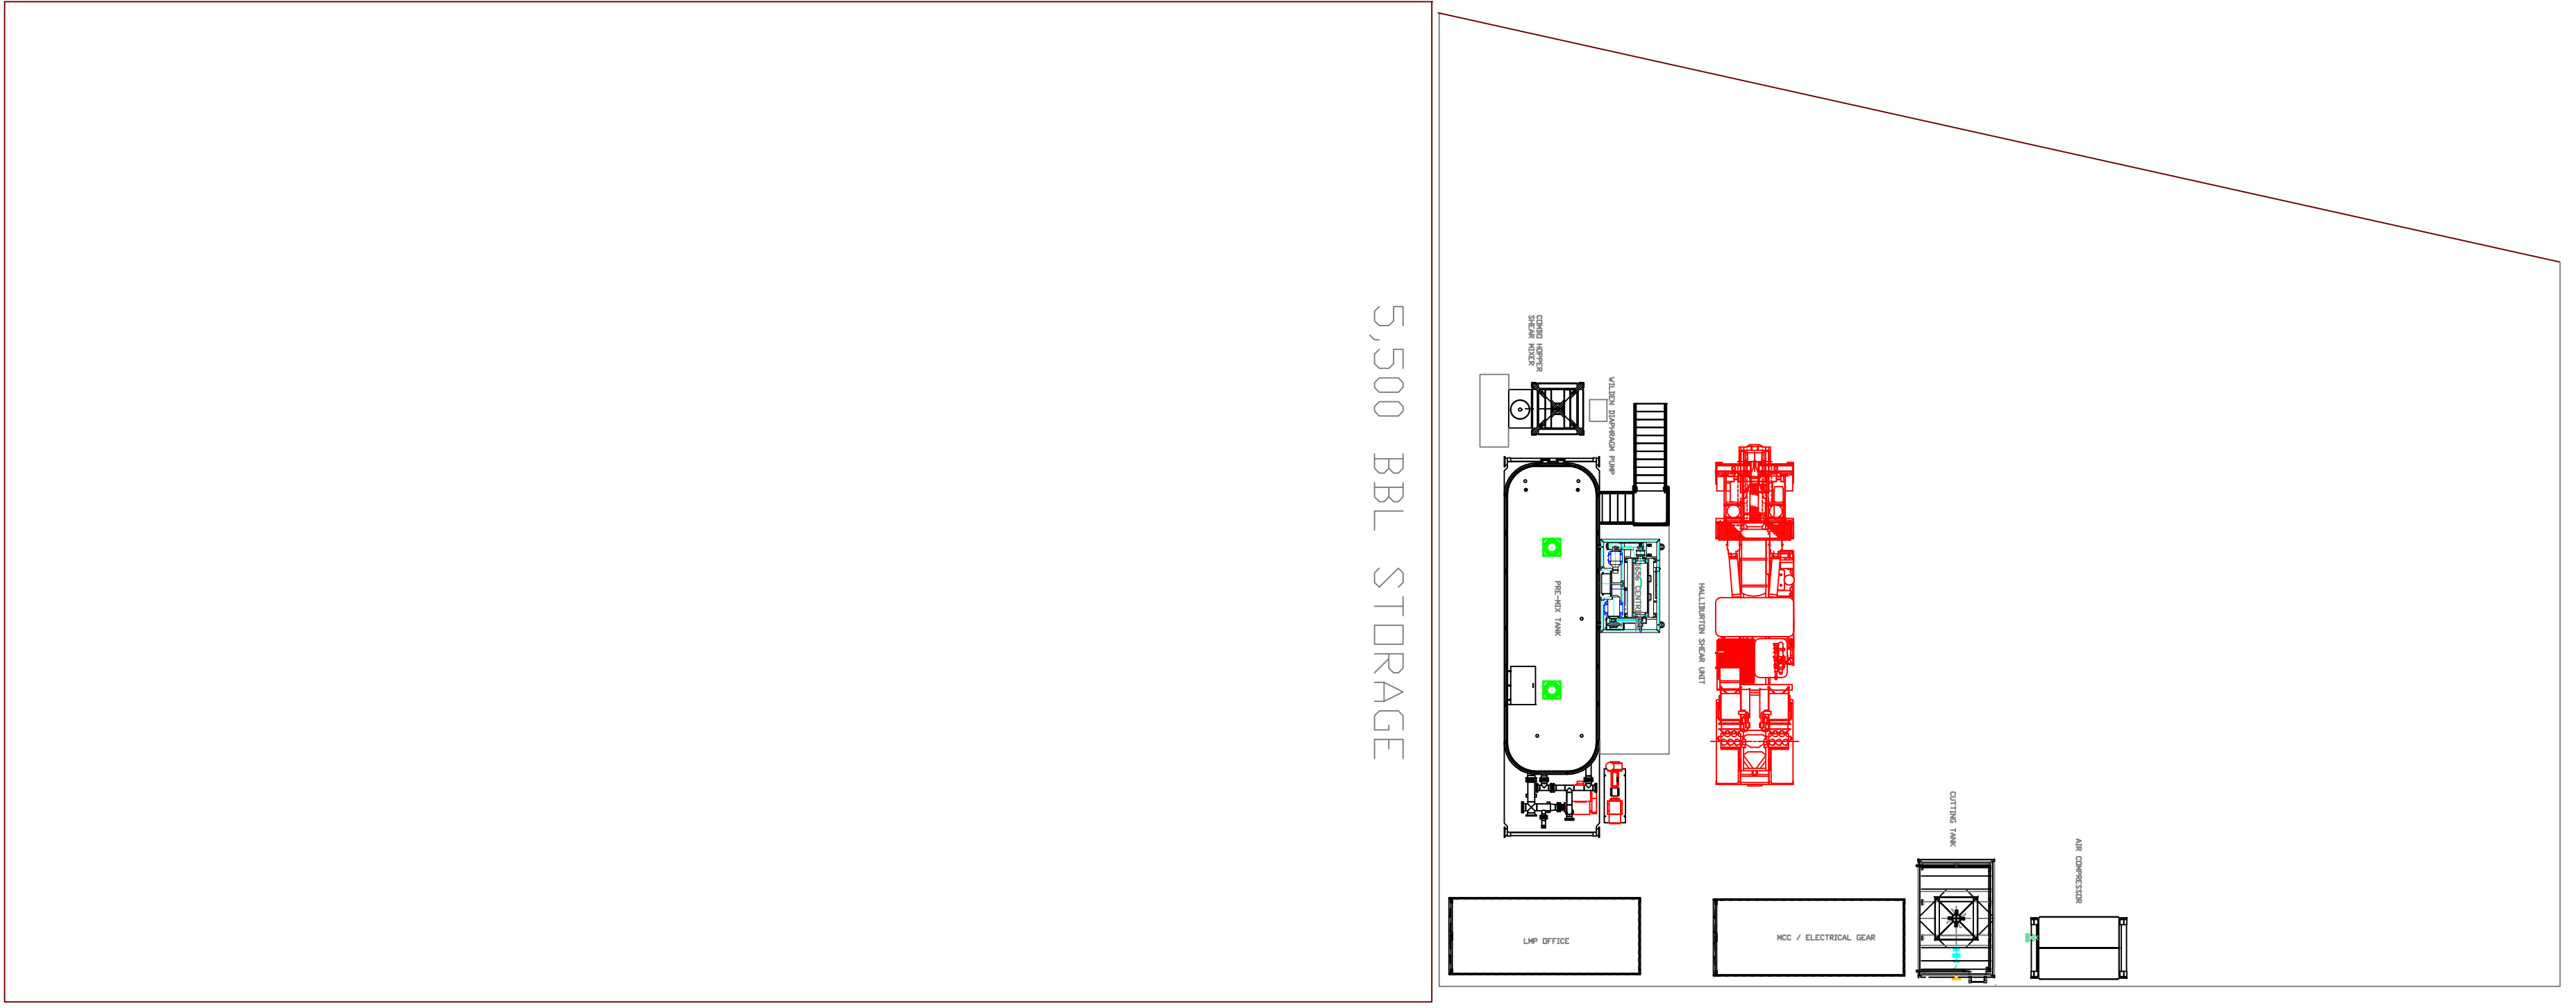 5,500 BBL STORAGE
COMBO HOPPER
SHEAR MIXER
WILDEN DIAPHRAGM PUMP
PRE-MIX TANK
HALLIBURTON SHEAR UNIT
CUTTING TANK
AIR COMPRESSOR
LMP OFFICE
MCC / ELECTRICAL GEAR